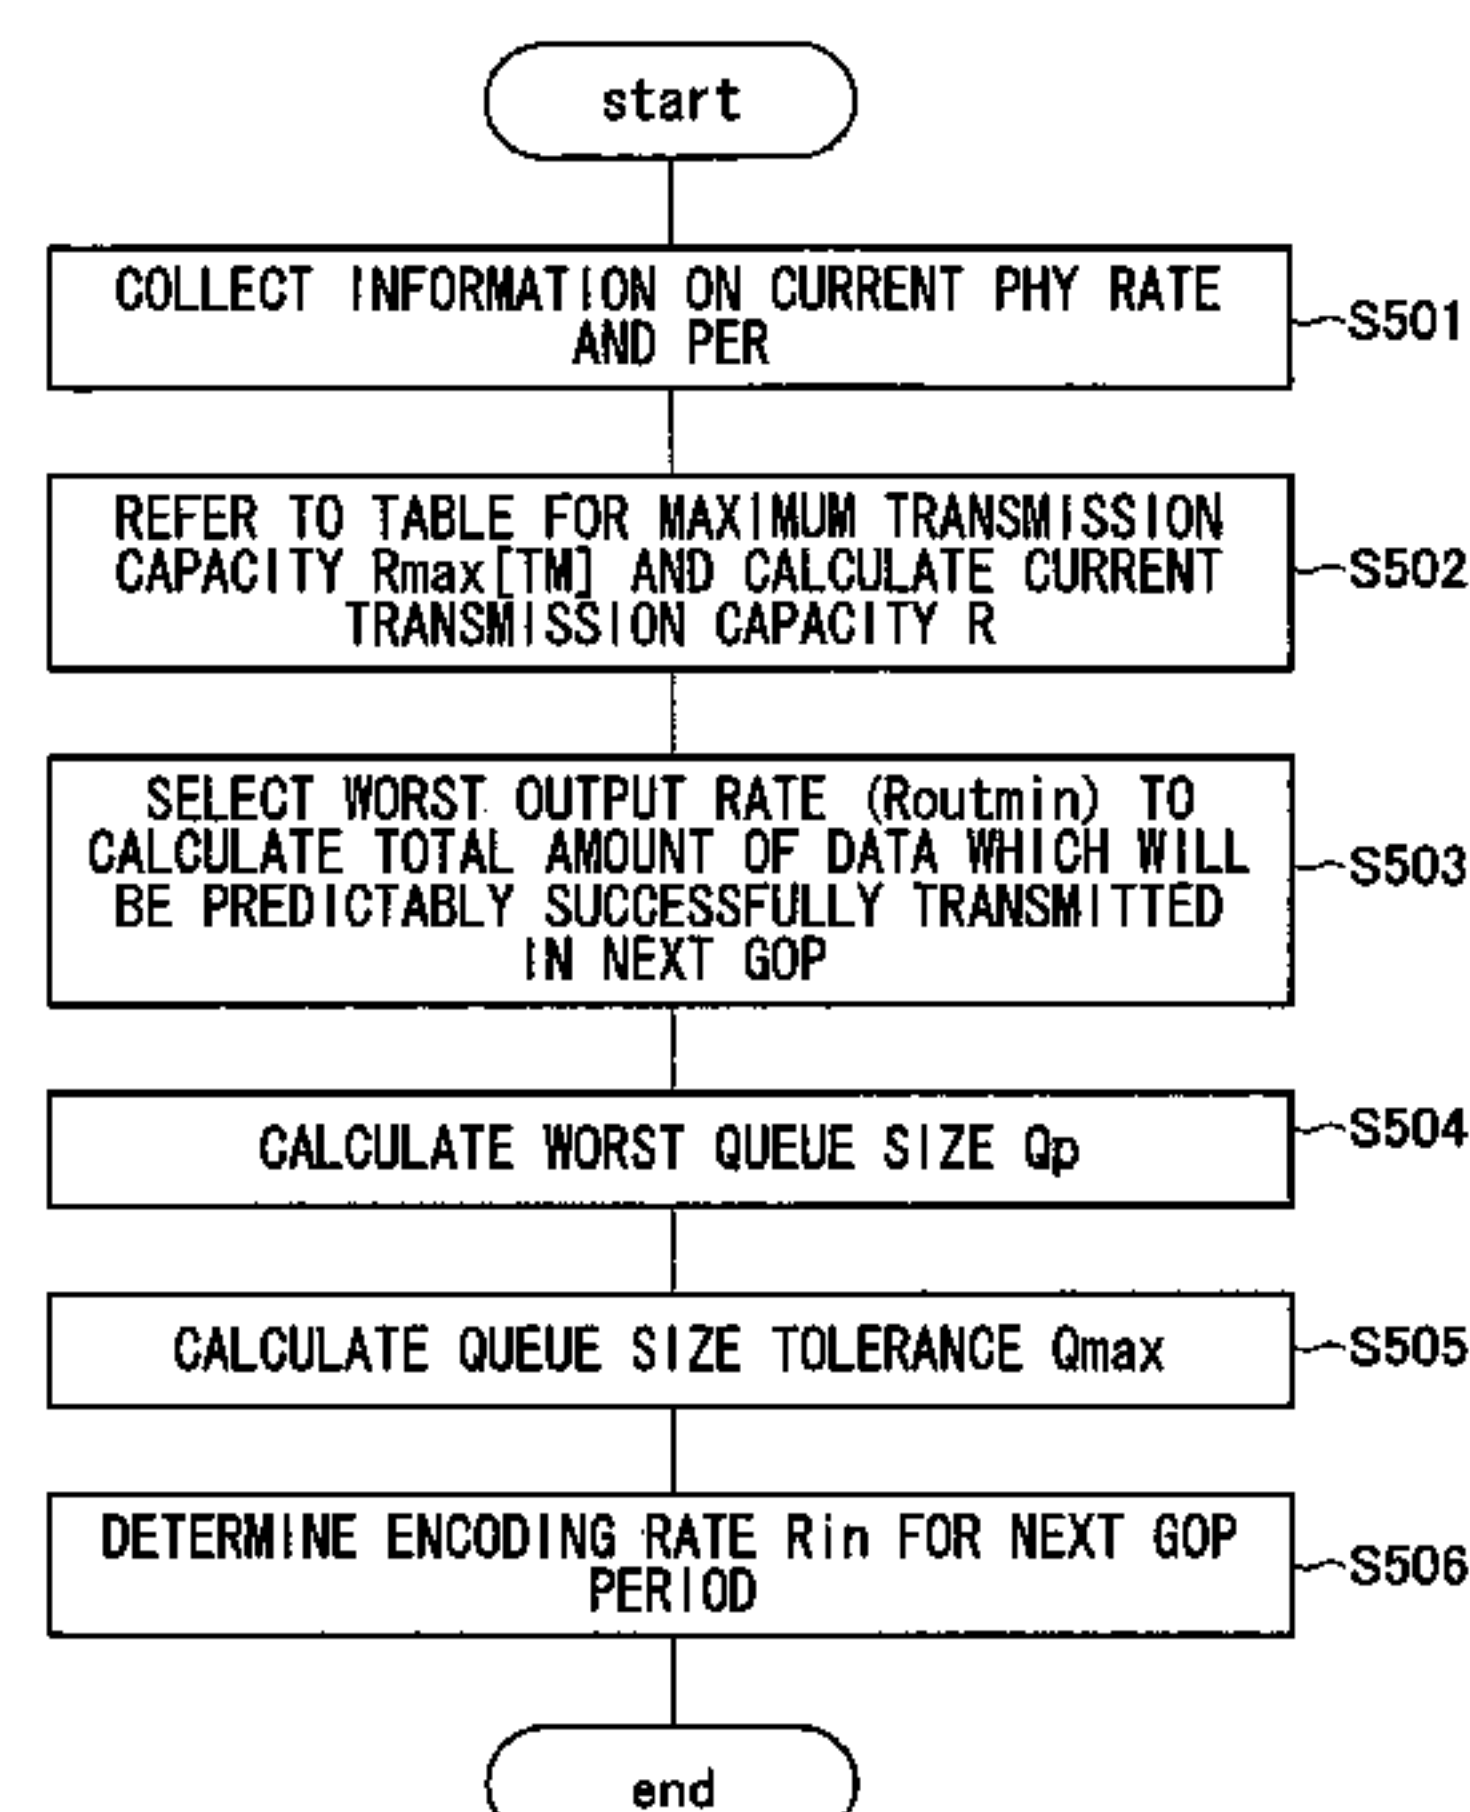 start
COLLECT INFORMATION ON CURRENT PHY RATE
AND PER
S501
REFER TO TABLE FOR MAXIMUM TRANSMISSION
CAPACITY Rmax[TM] AND CALCULATE CURRENT
TRANSMISSION CAPACITY R
S502
SELECT WORST OUTPUT RATE (Routmin) TO
CALCULATE TOTAL AMOUNT OF DATA WHICH WILL
BE PREDICTABLY SUCCESSFULLY TRANSMITTED
IN NEXT GOP
S503
CALCULATE WORST QUEUE SIZE Qp
S504
CALCULATE QUEUE SIZE TOLERANCE Qmax
S505
DETERMINE ENCODING RATE Rin FOR NEXT GOP
PERIOD
S506
end